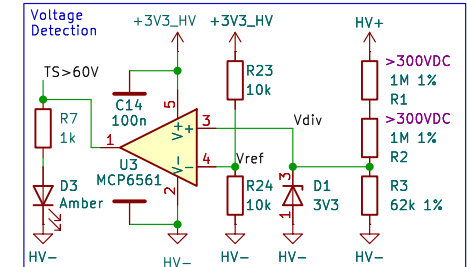 Voltage
Detection
+3V3_HV
+3V3_HV
HV+
TS>60V
R7
1k
D3
Amber
HV-
C14
100n
5
V+
+
3
V-
-
4
1
2
U3
MCP6561
HV-
R23
10k
Vref
R24
10k
HV-
Vdiv
3
D1
1
3V3
HV-
>300VDC
1M 1%
R1
>300VDC
1M 1%
R2
R3
62k 1%
HV-